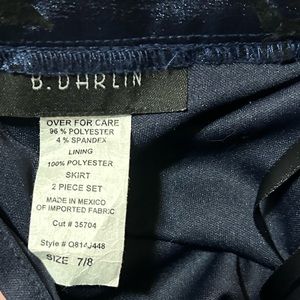 B. DARLIN
OVER FOR CARE
96 % POLYESTER
4 % SPANDEX
LINING
100% POLYESTER
SKIRT
2 PIECE SET
MADE IN MEXICO
OF IMPORTED FABRIC
Cut # 35704
Style # O814J448
SIZE 7/8